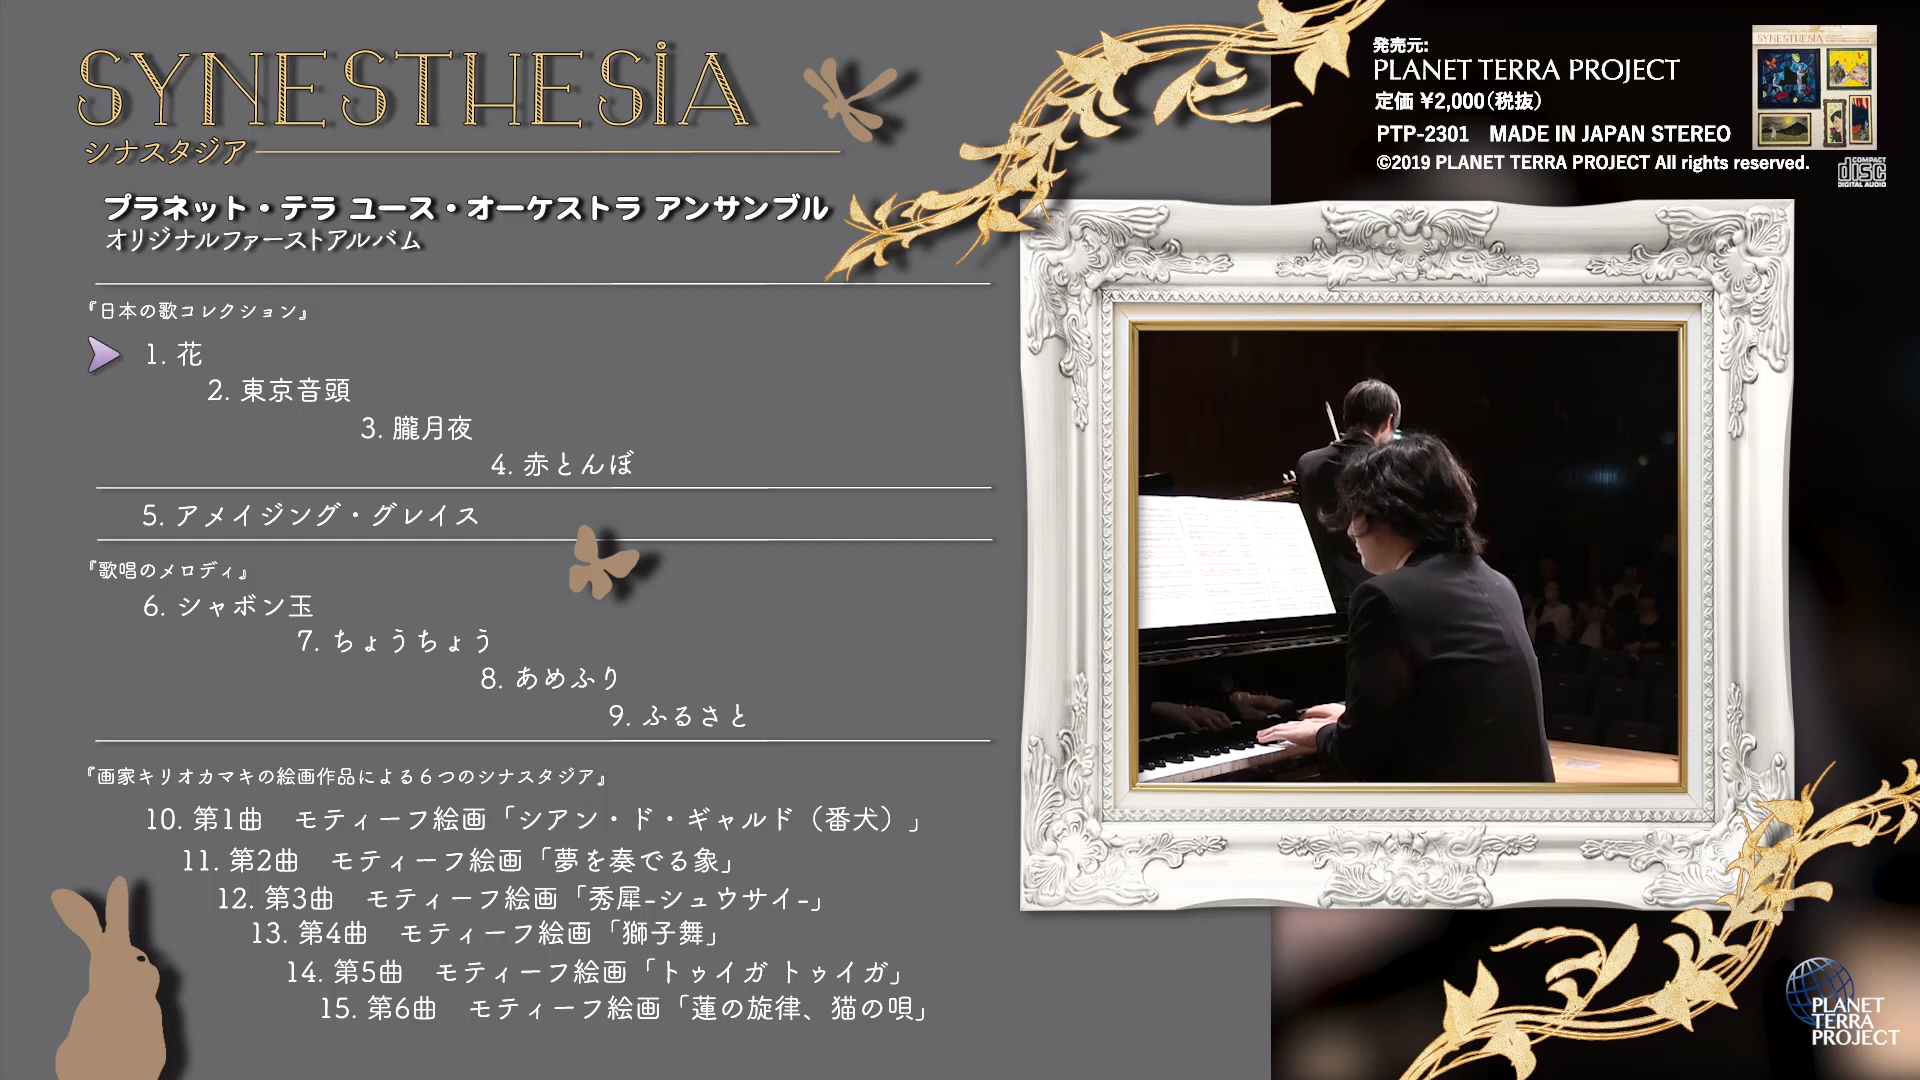 SYNESTHESIA
シナスタジア
プラネット・テラ ユース・オーケストラ アンサンブル
オリジナルファーストアルバム
『日本の歌コレクション』
1. 花
2. 東京音頭
3. 朧月夜
4. 赤とんぼ
5. アメイジング・グレイス
『歌唱のメロディ』
6. シャボン玉
7. ちょうちょう
8. あめふり
9. ふるさと
『画家キリオカマキの絵画作品による６つのシナスタジア』
10. 第1曲　モティーフ絵画「シアン・ド・ギャルド（番犬）」
11. 第2曲　モティーフ絵画「夢を奏でる象」
12. 第3曲　モティーフ絵画「秀犀-シュウサイ-」
13. 第4曲　モティーフ絵画「獅子舞」
14. 第5曲　モティーフ絵画「トゥイガ トゥイガ」
15. 第6曲　モティーフ絵画「蓮の旋律、猫の唄」
発売元:
PLANET TERRA PROJECT
定価 ¥2,000（税抜）
PTP-2301　MADE IN JAPAN STEREO
©2019 PLANET TERRA PROJECT All rights reserved.
SYNESTHESIA
COMPACT
disc
DIGITAL AUDIO
PLANET
TERRA
PROJECT